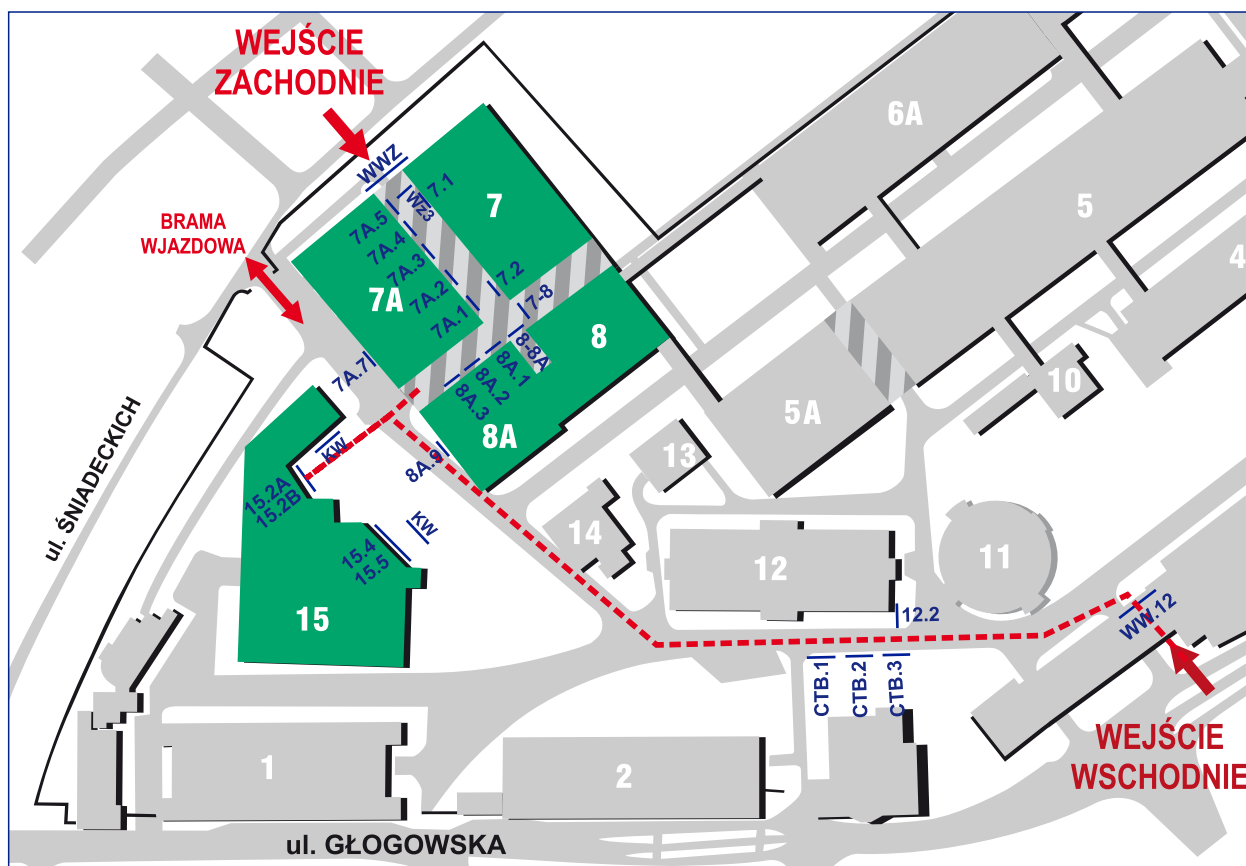 WEJŚCIE
ZACHODNIE
WWZ
Wz3
7.1
7
6A
5
4
BRAMA
WJAZDOWA
7A.5
7A.4
7A.3
7A.2
7A.1
7A
7.2
7-8
8-8A
8
8A.1
8A.2
8A.3
8A
7A.7
8A.9
5A
10
13
14
12
11
KW
15.2A
15.2B
KW
15.4
15.5
15
ul. ŚNIADECKICH
12.2
WW.12
CTB.1
CTB.2
CTB.3
WEJŚCIE
WSCHODNIE
1
2
ul. GŁOGOWSKA